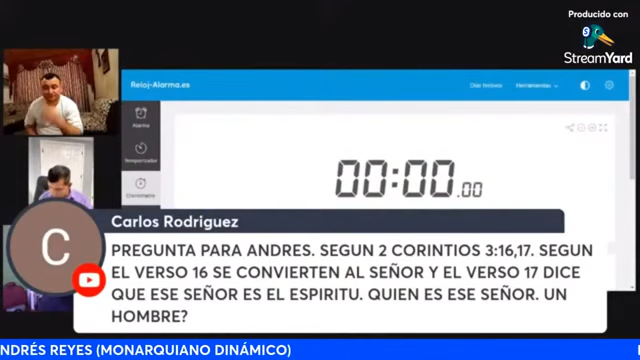 Producido con
StreamYard
Reloj-Alarma.es
Días festivos
Herramientas
Alarma
Temporizador
Cronómetro
00:00.00
Carlos Rodriguez
C
PREGUNTA PARA ANDRES. SEGUN 2 CORINTIOS 3:16,17. SEGUN
EL VERSO 16 SE CONVIERTEN AL SEÑOR Y EL VERSO 17 DICE
QUE ESE SEÑOR ES EL ESPIRITU. QUIEN ES ESE SEÑOR. UN
HOMBRE?
NDRÉS REYES (MONARQUIANO DINÁMICO)